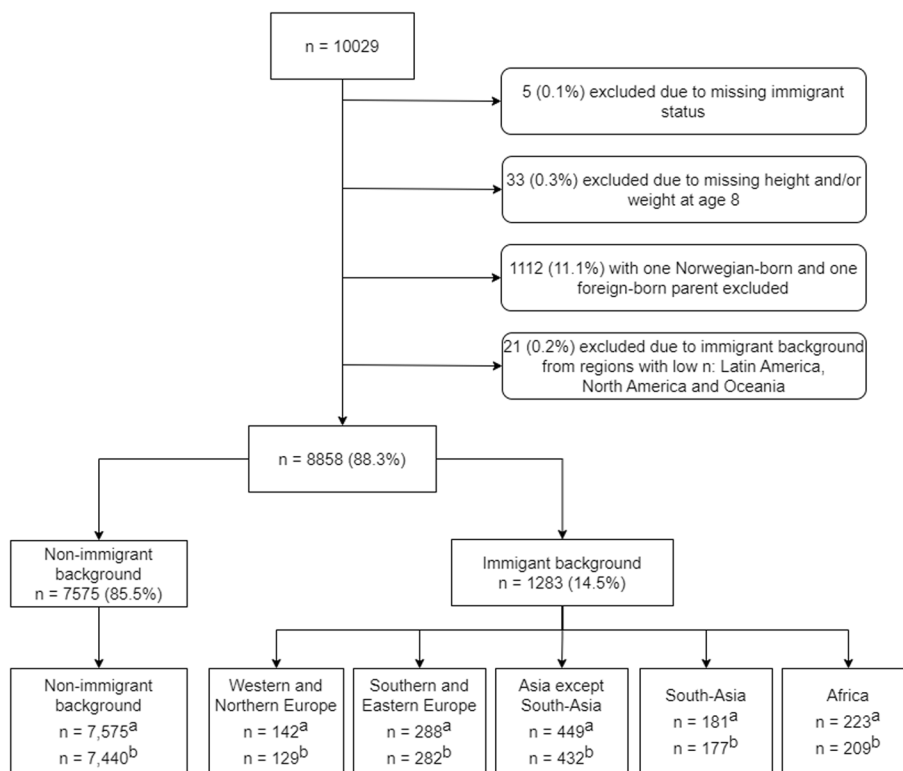 n = 10029
5 (0.1%) excluded due to missing immigrant
status
33 (0.3%) excluded due to missing height and/or
weight at age 8
1112 (11.1%) with one Norwegian-born and one
foreign-born parent excluded
21 (0.2%) excluded due to immigrant background
from regions with low n: Latin America,
North America and Oceania
n = 8858 (88.3%)
Non-immigrant
background
n = 7575 (85.5%)
Immigant background
n = 1283 (14.5%)
Non-immigrant
background
n = 7,575a
n = 7,440b
Western and
Northern Europe
n = 142a
n = 129b
Southern and
Eastern Europe
n = 288a
n = 282b
Asia except
South-Asia
n = 449a
n = 432b
South-Asia
n = 181a
n = 177b
Africa
n = 223a
n = 209b